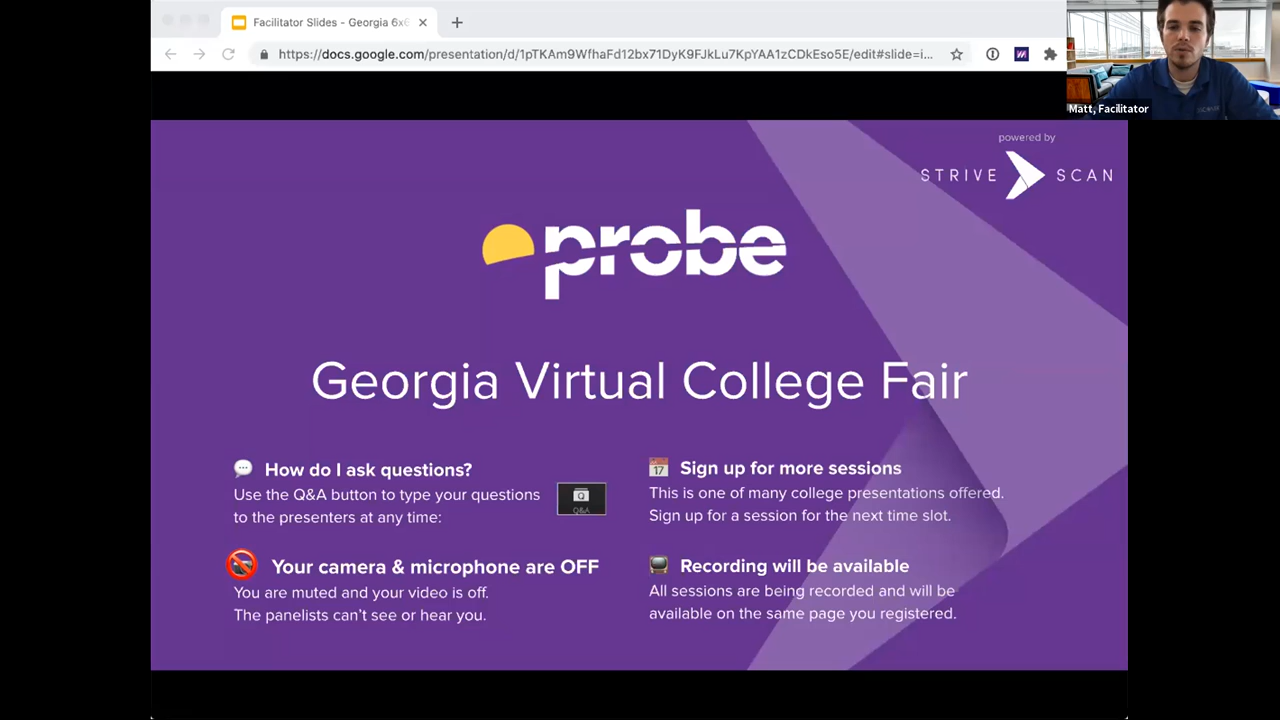 Facilitator Slides - Georgia 6x6
https://docs.google.com/presentation/d/1pTKAm9WfhaFd12bx71DyK9FJkLu7KpYAA1zCDkEso5E/edit#slide=i...
Matt, Facilitator
powered by
STRIVE SCAN
probe
Georgia Virtual College Fair
How do I ask questions?
Use the Q&A button to type your questions
to the presenters at any time:
Q&A
Sign up for more sessions
This is one of many college presentations offered.
Sign up for a session for the next time slot.
Your camera & microphone are OFF
You are muted and your video is off.
The panelists can't see or hear you.
Recording will be available
All sessions are being recorded and will be
available on the same page you registered.